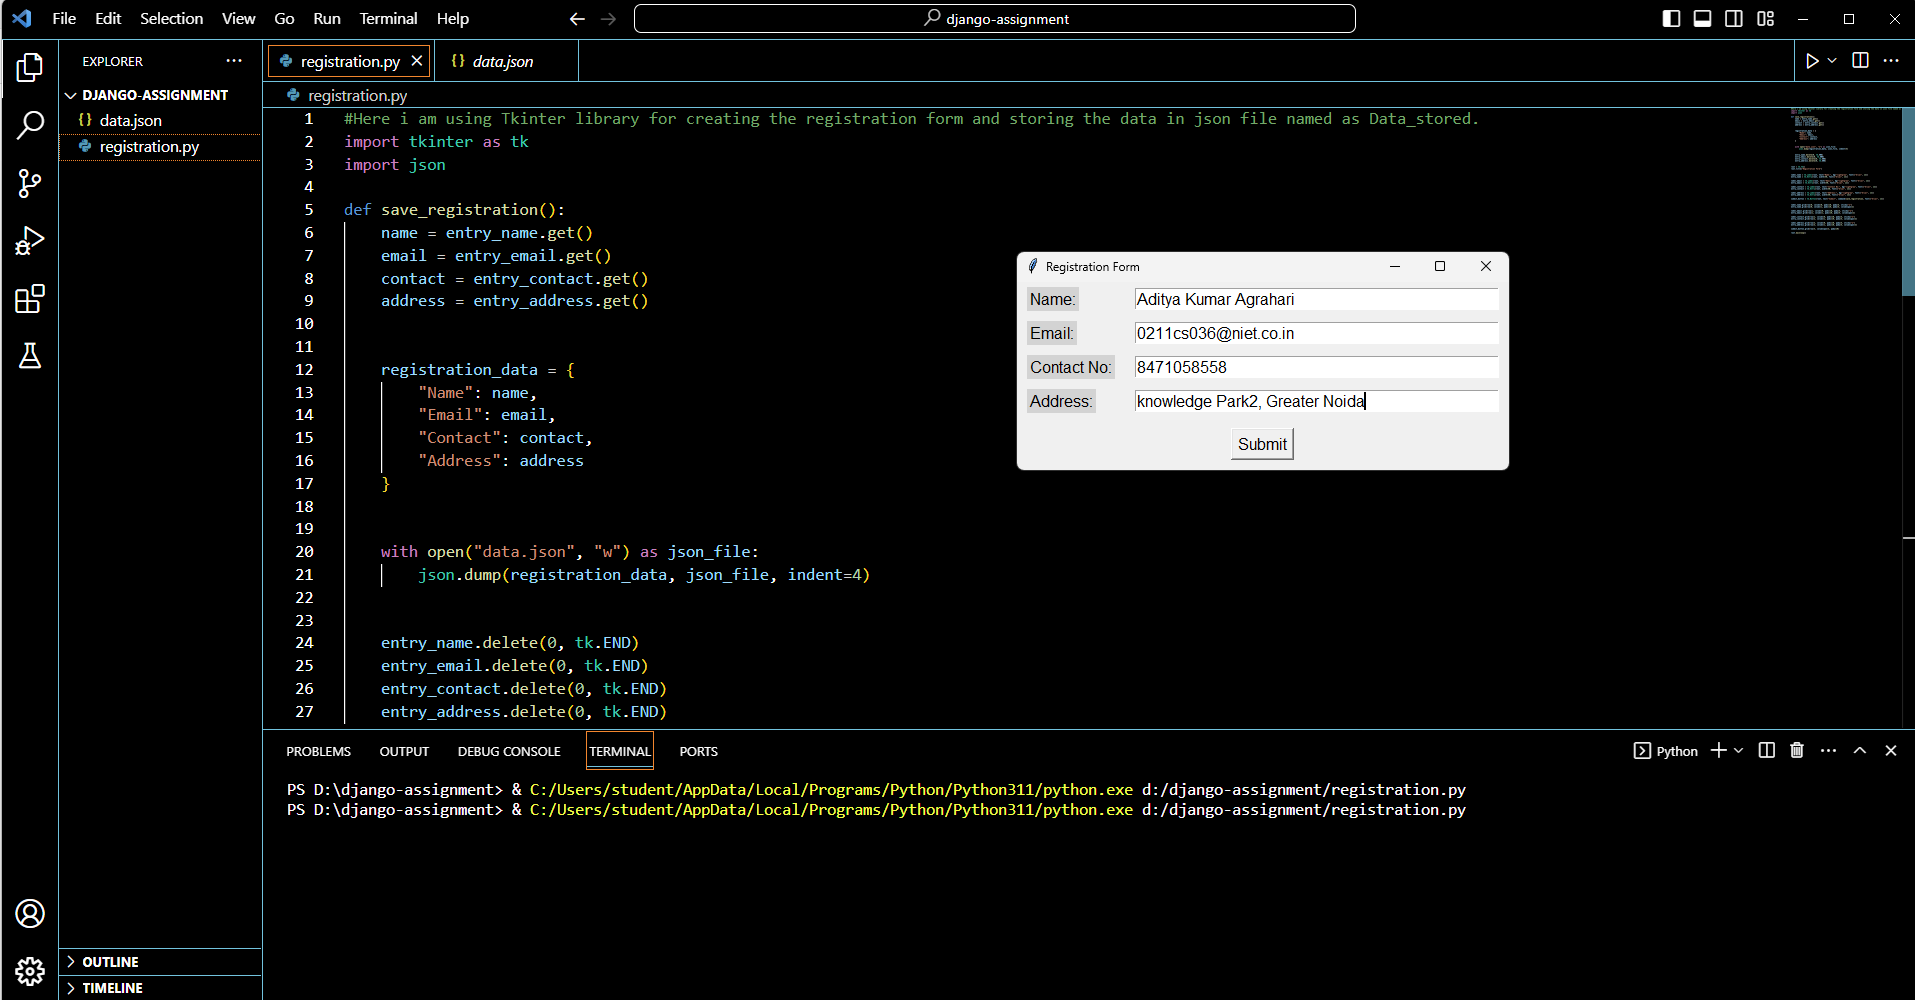 File Edit Selection View Go Run Terminal Help
django-assignment
EXPLORER
DJANGO-ASSIGNMENT
{} data.json
registration.py
OUTLINE
TIMELINE
registration.py
{} data.json
registration.py
1 #Here i am using Tkinter library for creating the registration form and storing the data in json file named as Data_stored.
2 import tkinter as tk
3 import json
4
5 def save_registration():
6 name = entry_name.get()
7 email = entry_email.get()
8 contact = entry_contact.get()
9 address = entry_address.get()
10
11
12 registration_data = {
13 "Name": name,
14 "Email": email,
15 "Contact": contact,
16 "Address": address
17 }
18
19
20 with open("data.json", "w") as json_file:
21 json.dump(registration_data, json_file, indent=4)
22
23
24 entry_name.delete(0, tk.END)
25 entry_email.delete(0, tk.END)
26 entry_contact.delete(0, tk.END)
27 entry_address.delete(0, tk.END)
Registration Form
Name: Aditya Kumar Agrahari
Email: 0211cs036@niet.co.in
Contact No: 8471058558
Address: knowledge Park2, Greater Noida
Submit
PROBLEMS OUTPUT DEBUG CONSOLE TERMINAL PORTS
Python
PS D:\django-assignment> & C:/Users/student/AppData/Local/Programs/Python/Python311/python.exe d:/django-assignment/registration.py
PS D:\django-assignment> & C:/Users/student/AppData/Local/Programs/Python/Python311/python.exe d:/django-assignment/registration.py